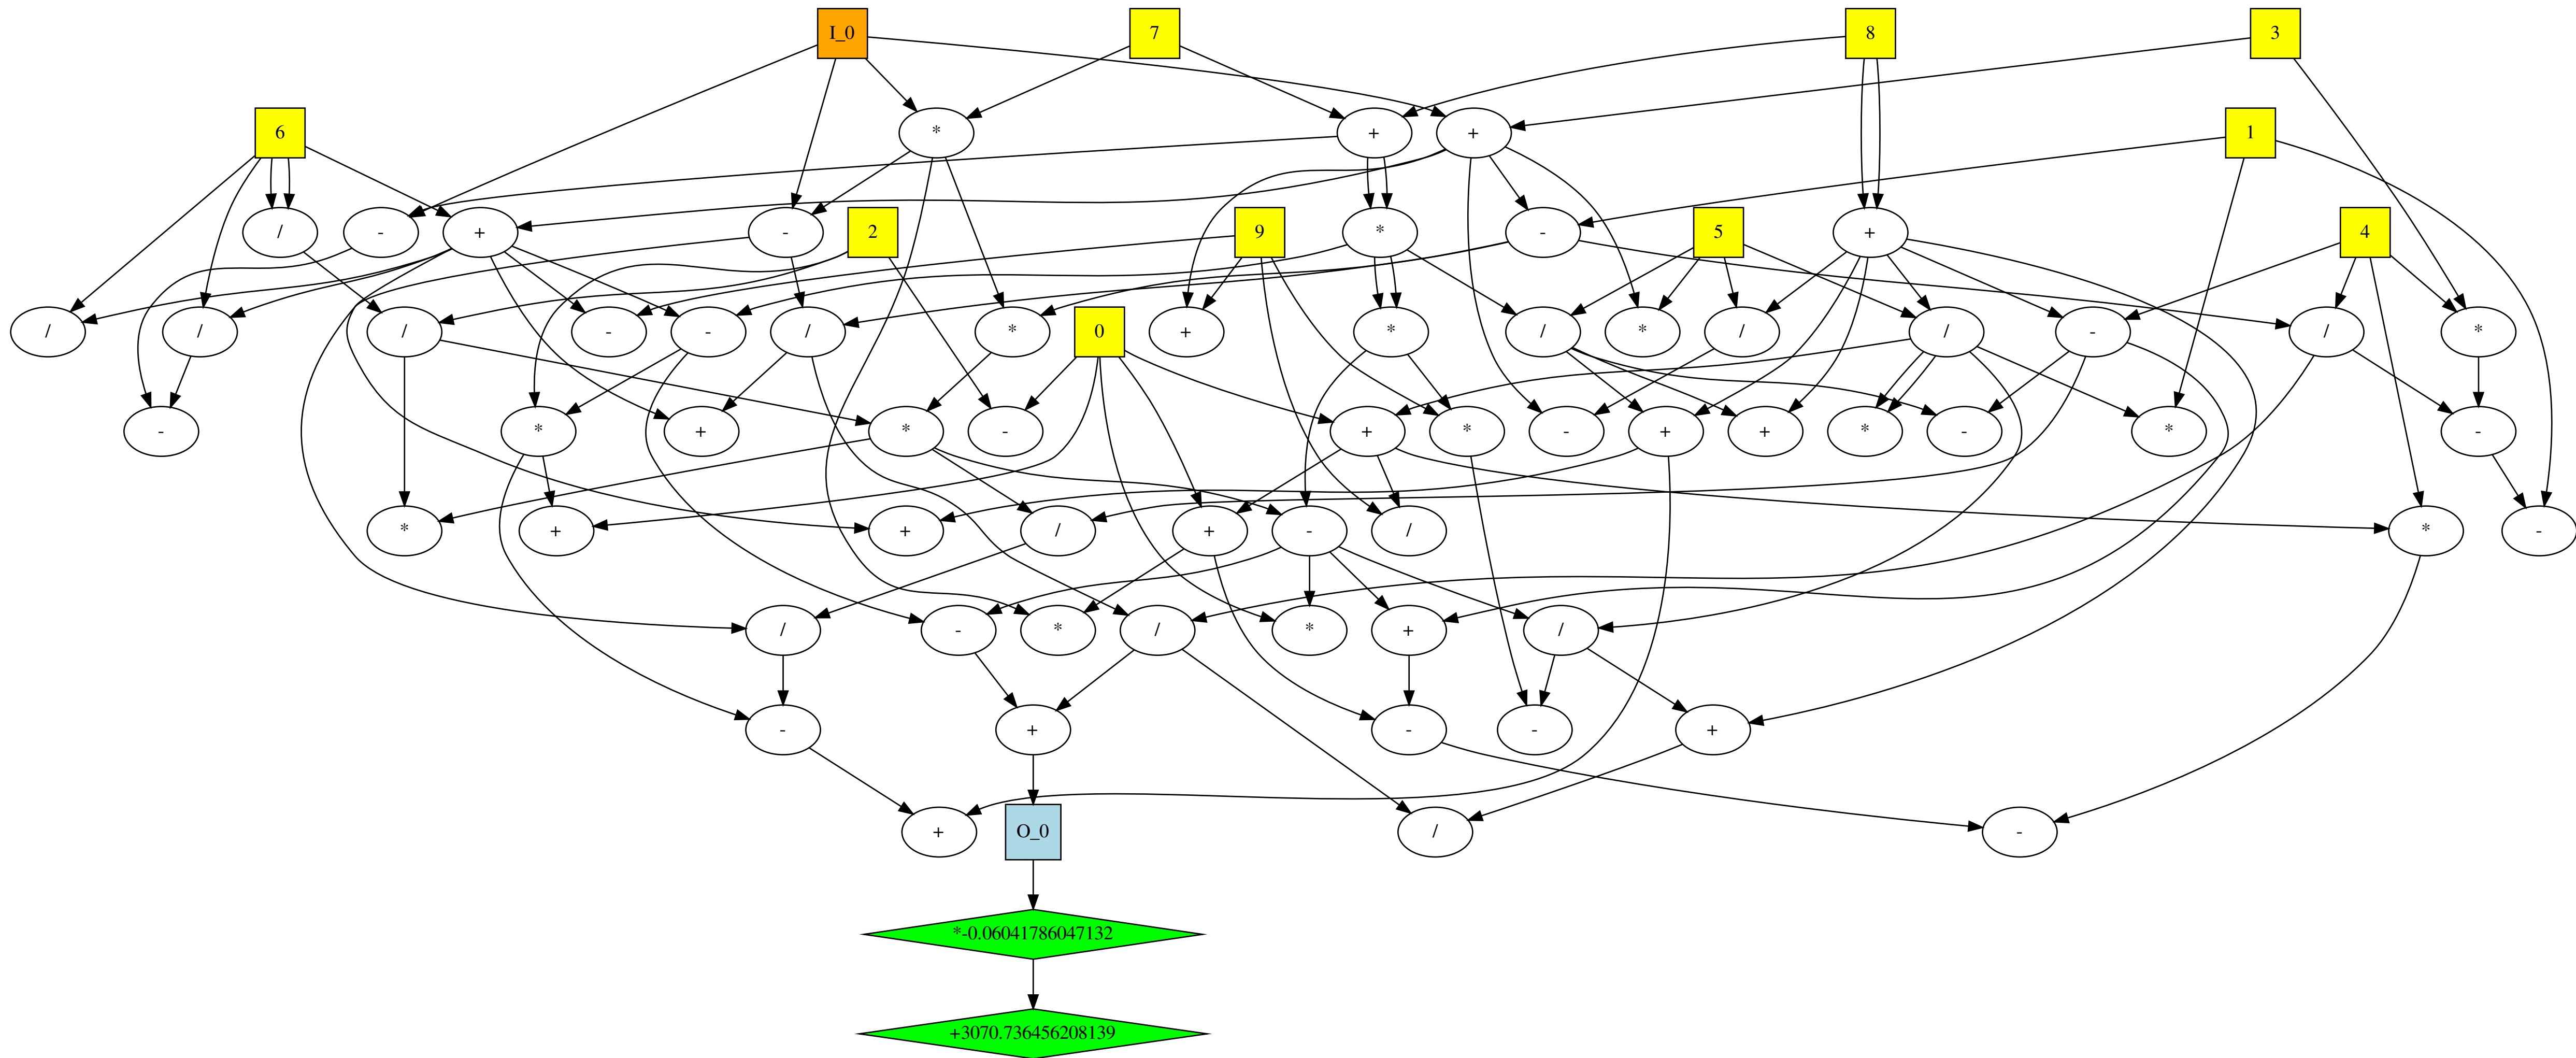 I_0 7 8 3
6 * + + 1
/ - + - 2 9 * - 5 + 4
/ / / - - / * 0 + * / * / / - / *
- * + * - + * - + + * - * -
* + + / + - / * -
/ - * / * + /
- + - - +
+ O_0 / -
*-0.06041786047132
+3070.736456208139